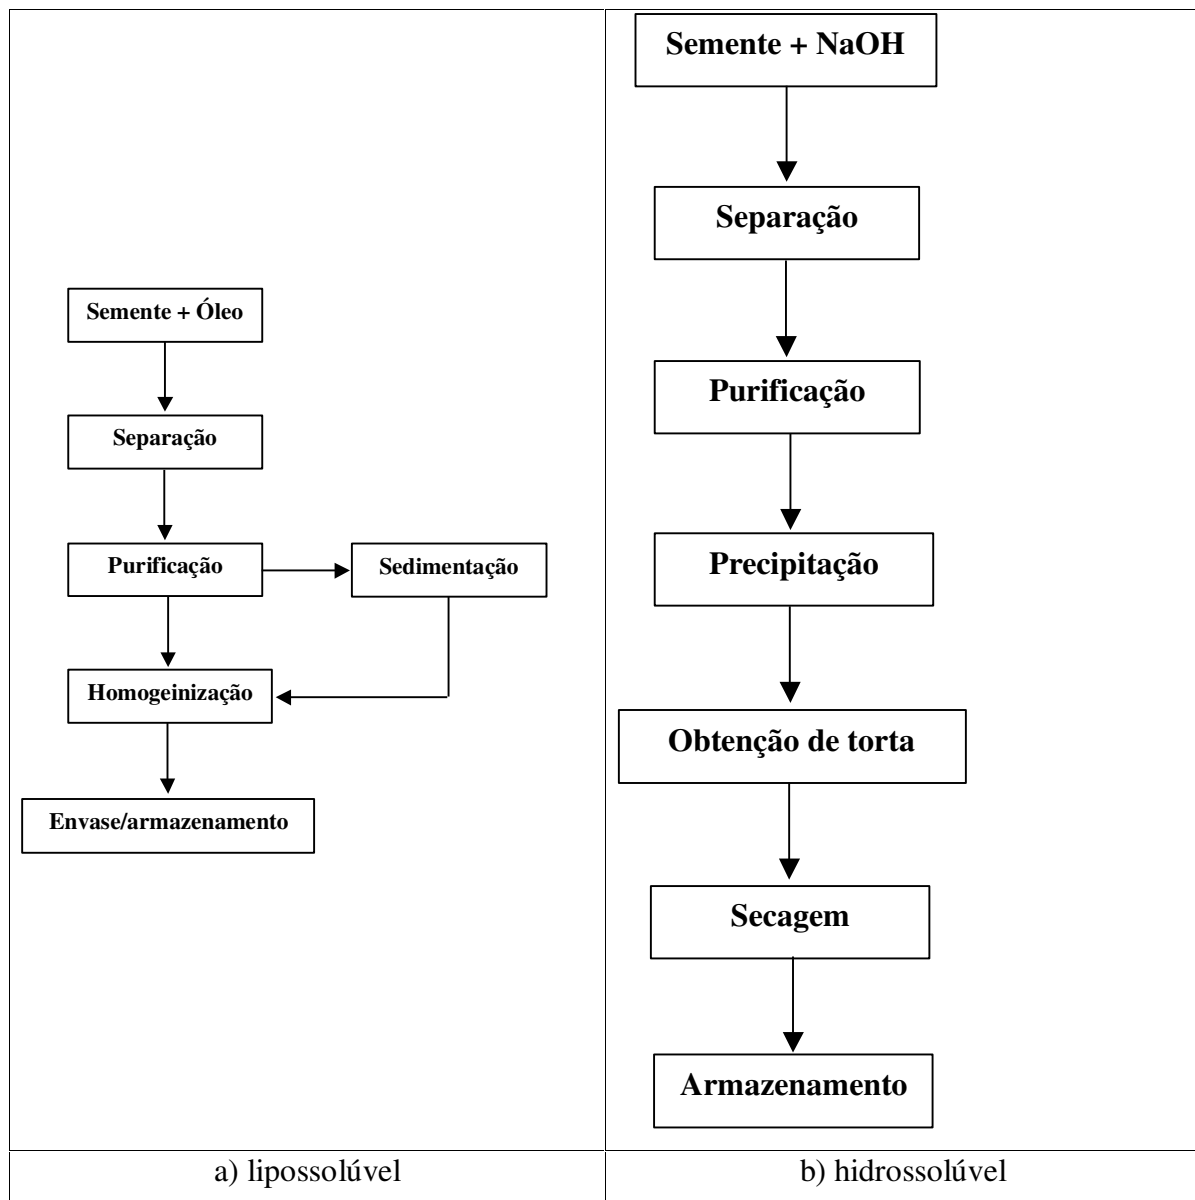 Semente + Óleo
Separação
Purificação
Sedimentação
Homogeinização
Envase/armazenamento
a) lipossolúvel
Semente + NaOH
Separação
Purificação
Precipitação
Obtenção de torta
Secagem
Armazenamento
b) hidrossolúvel